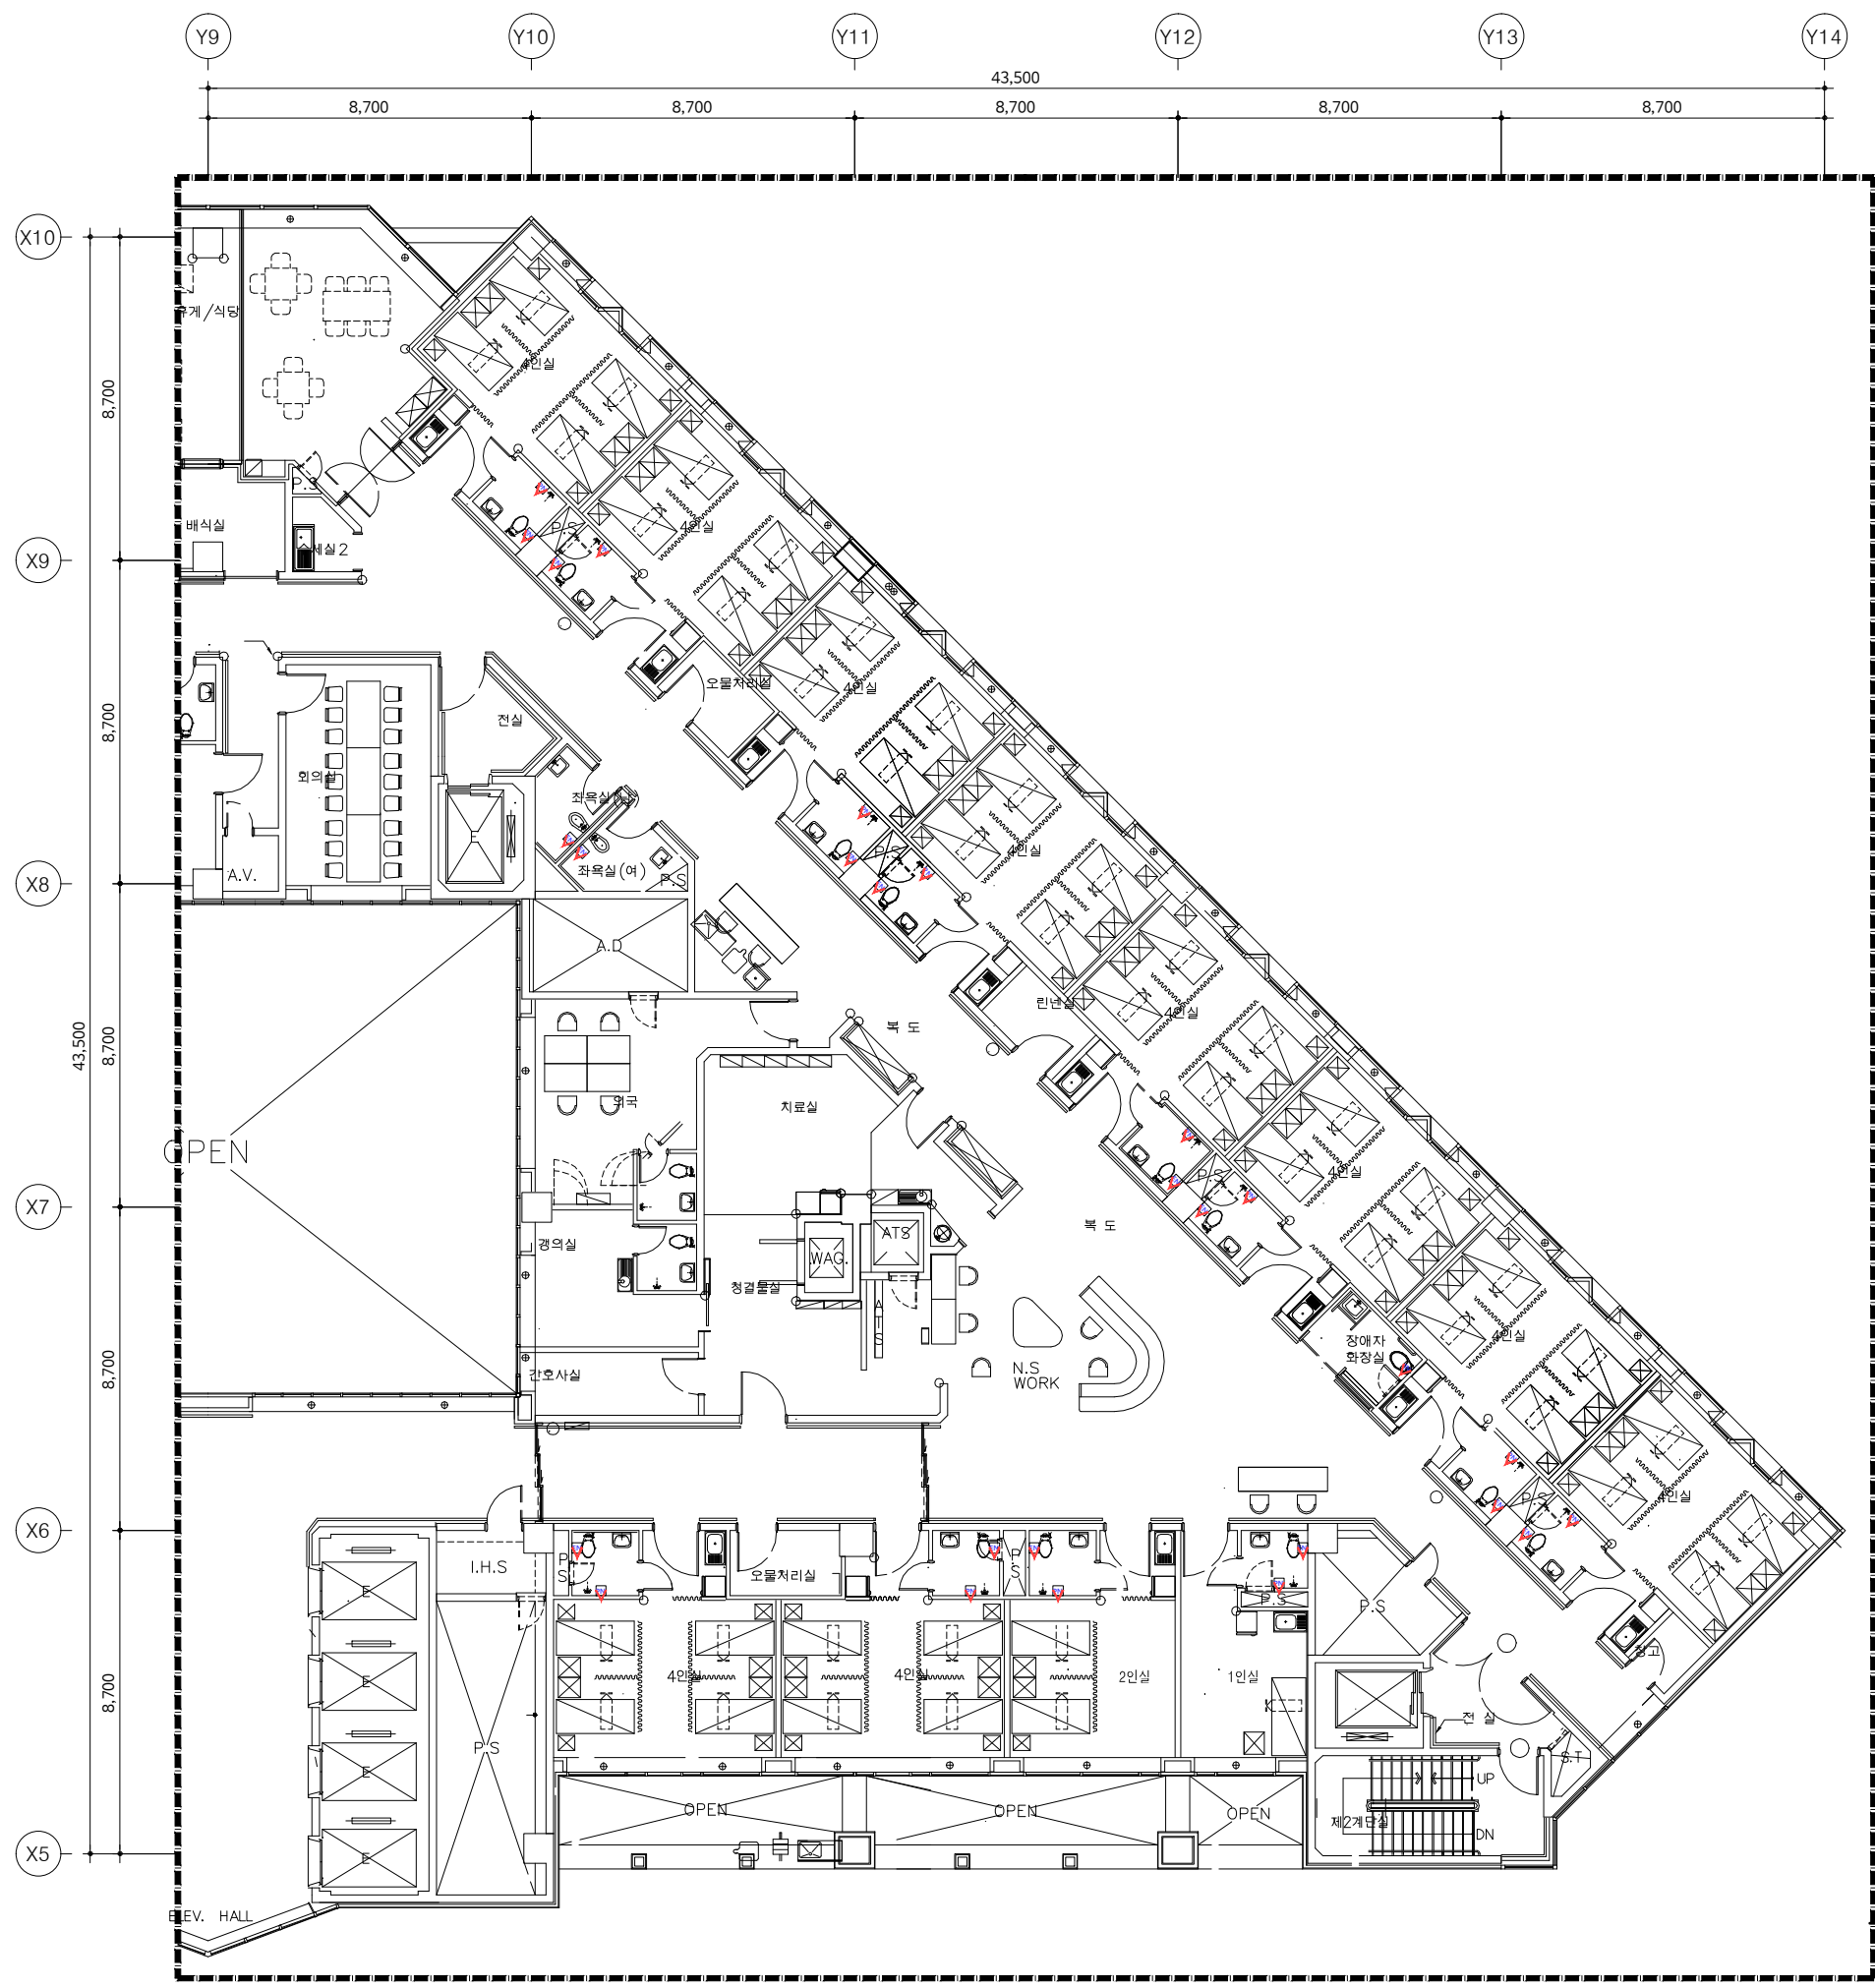 Y9 Y10 Y11 Y12 Y13 Y14
43,500
8,700 8,700 8,700 8,700 8,700
X10
X9
X8
X7
X6
X5
43,500
8,700
8,700
8,700
8,700
8,700
/식당
4인실
P.S
배식실
P.S
4인실
오물처리실
4인실
전실
회의실
좌욕실
E
P.S
4인실
A.V.
좌욕실(여)
P.S
A.D
린넨실
4인실
복 도
의국
치료실
OPEN
P.S
4인실
복 도
갱의실
WAG.
ATS
청결물실
ATS
장애자
화장실
4인실
간호사실
N.S
WORK
P.S
4인실
I.H.S
P
S
오물처리실
P
S
P.S
P.S
E
E
E
E
P.S
4인실
4인실
2인실
1인실
창고
전 실
S.T
OPEN
OPEN
OPEN
UP
제2계단실
DN
ELEV. HALL